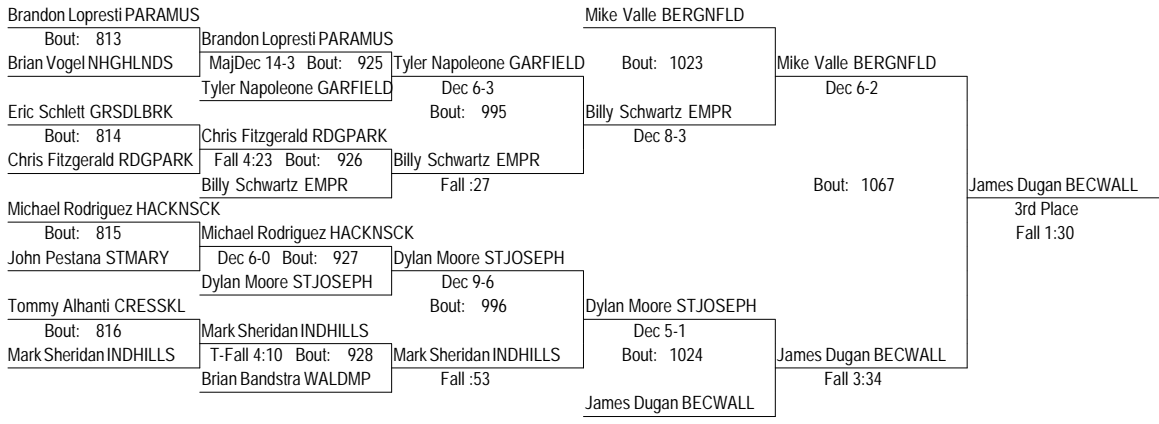 Brandon Lopresti PARAMUS
Mike Valle BERGNFLD
Bout: 813
Brandon Lopresti PARAMUS
Brian Vogel NHGHLNDS
MajDec 14-3 Bout: 925
Tyler Napoleone GARFIELD
Bout: 1023
Mike Valle BERGNFLD
Tyler Napoleone GARFIELD
Dec 6-3
Dec 6-2
Eric Schlett GRSDLBRK
Bout: 995
Billy Schwartz EMPR
Bout: 814
Chris Fitzgerald RDGPARK
Dec 8-3
Chris Fitzgerald RDGPARK
Fall 4:23 Bout: 926
Billy Schwartz EMPR
Billy Schwartz EMPR
Fall :27
Bout: 1067
James Dugan BECWALL
Michael Rodriguez HACKNSCK
3rd Place
Bout: 815
Michael Rodriguez HACKNSCK
Fall 1:30
John Pestana STMARY
Dec 6-0 Bout: 927
Dylan Moore STJOSEPH
Dylan Moore STJOSEPH
Dec 9-6
Tommy Alhanti CRESSKL
Bout: 996
Dylan Moore STJOSEPH
Bout: 816
Mark Sheridan INDHILLS
Dec 5-1
Mark Sheridan INDHILLS
T-Fall 4:10 Bout: 928
Mark Sheridan INDHILLS
Bout: 1024
James Dugan BECWALL
Brian Bandstra WALDMP
Fall :53
Fall 3:34
James Dugan BECWALL